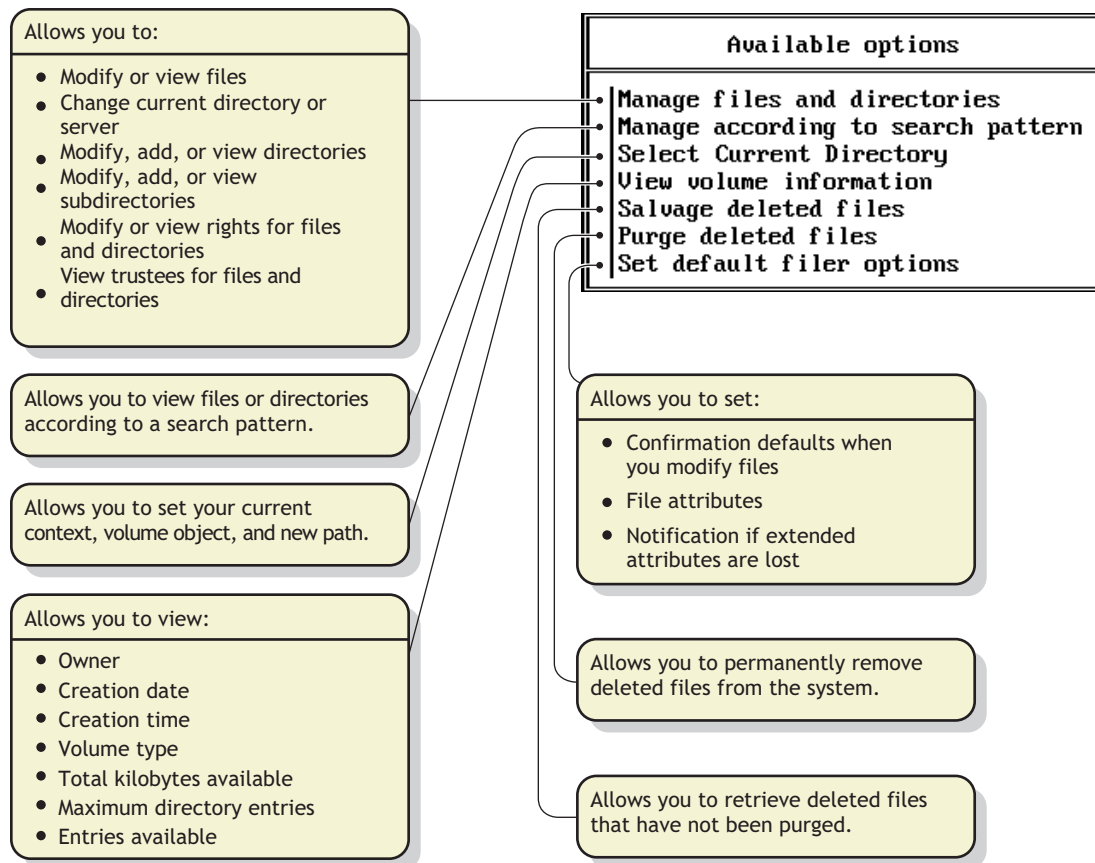 Allows you to:
• Modify or view files
• Change current directory or
server
• Modify, add, or view directories
• Modify, add, or view
subdirectories
• Modify or view rights for files
and directories
• View trustees for files and
directories
Allows you to view files or directories
according to a search pattern.
Allows you to set your current
context, volume object, and new path.
Allows you to view:
• Owner
• Creation date
• Creation time
• Volume type
• Total kilobytes available
• Maximum directory entries
• Entries available
Available options
Manage files and directories
Manage according to search pattern
Select Current Directory
View volume information
Salvage deleted files
Purge deleted files
Set default filer options
Allows you to set:
• Confirmation defaults when
you modify files
• File attributes
• Notification if extended
attributes are lost
Allows you to permanently remove
deleted files from the system.
Allows you to retrieve deleted files
that have not been purged.